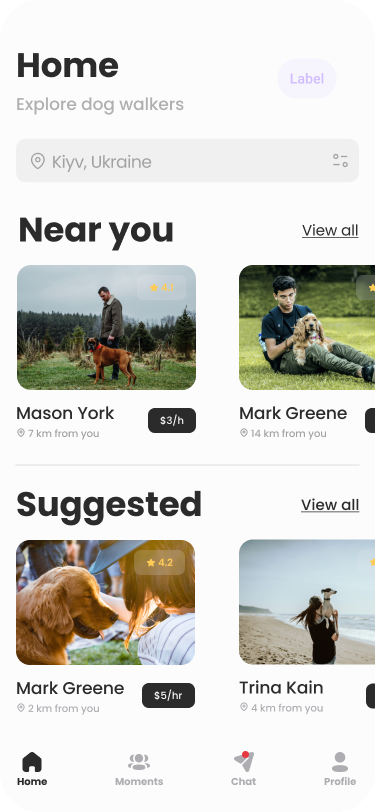 Home
Label
Explore dog walkers
Kiyv, Ukraine
Near you
View all
Mason York
$3/h
7 km from you
Mark Greene
14 km from you
Suggested
View all
4.2
Mark Greene
$5/hr
2 km from you
Trina Kain
4 km from you
Home
Moments
Chat
Profile